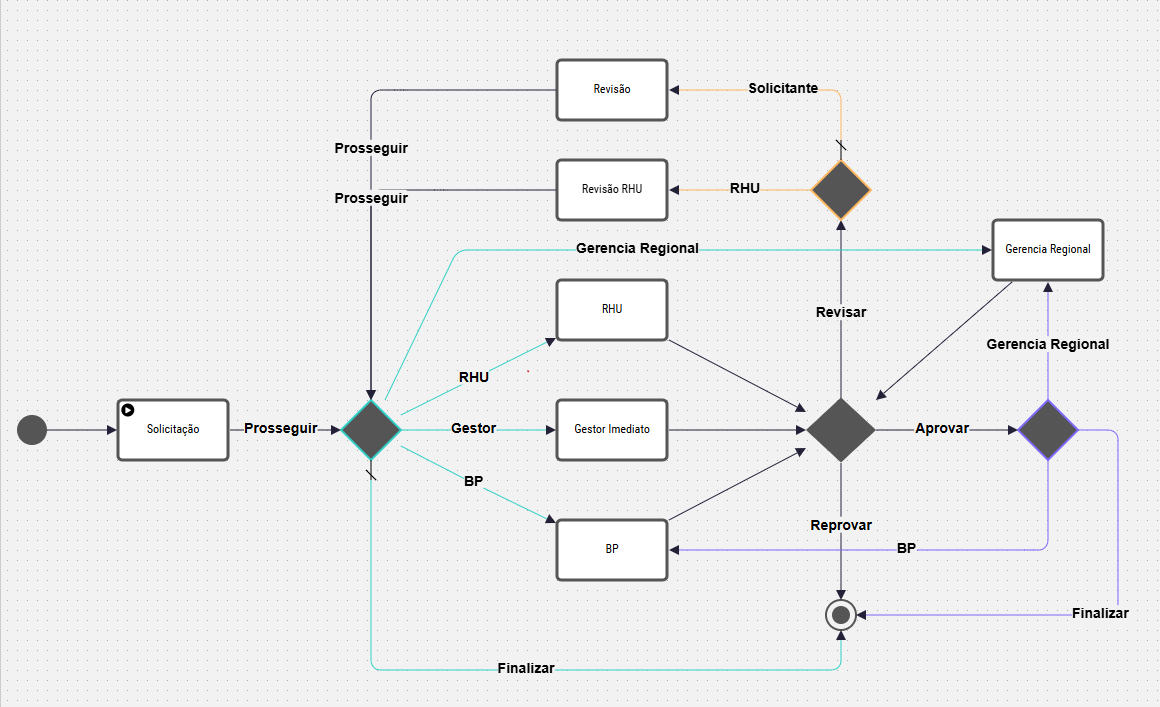 Revisão
Solicitante
Prosseguir
Revisão RHU
RHU
Prosseguir
Gerencia Regional
Gerencia Regional
RHU
Revisar
Gerencia Regional
RHU
Solicitação
Prosseguir
Gestor
Gestor Imediato
Aprovar
BP
Reprovar
BP
BP
Finalizar
Finalizar